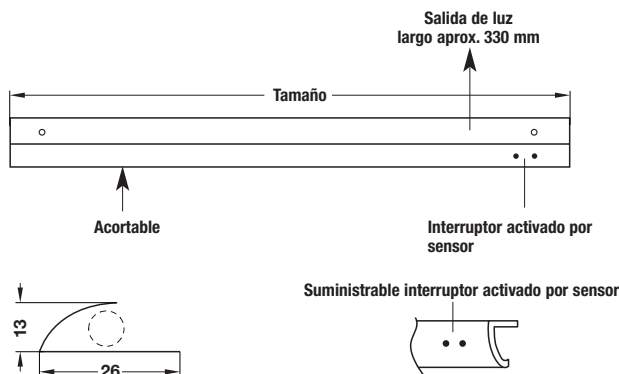 Salida de luz
largo aprox. 330 mm
Tamaño
Acortable
Interruptor activado por
sensor
Suministrable interruptor activado por sensor
13
26